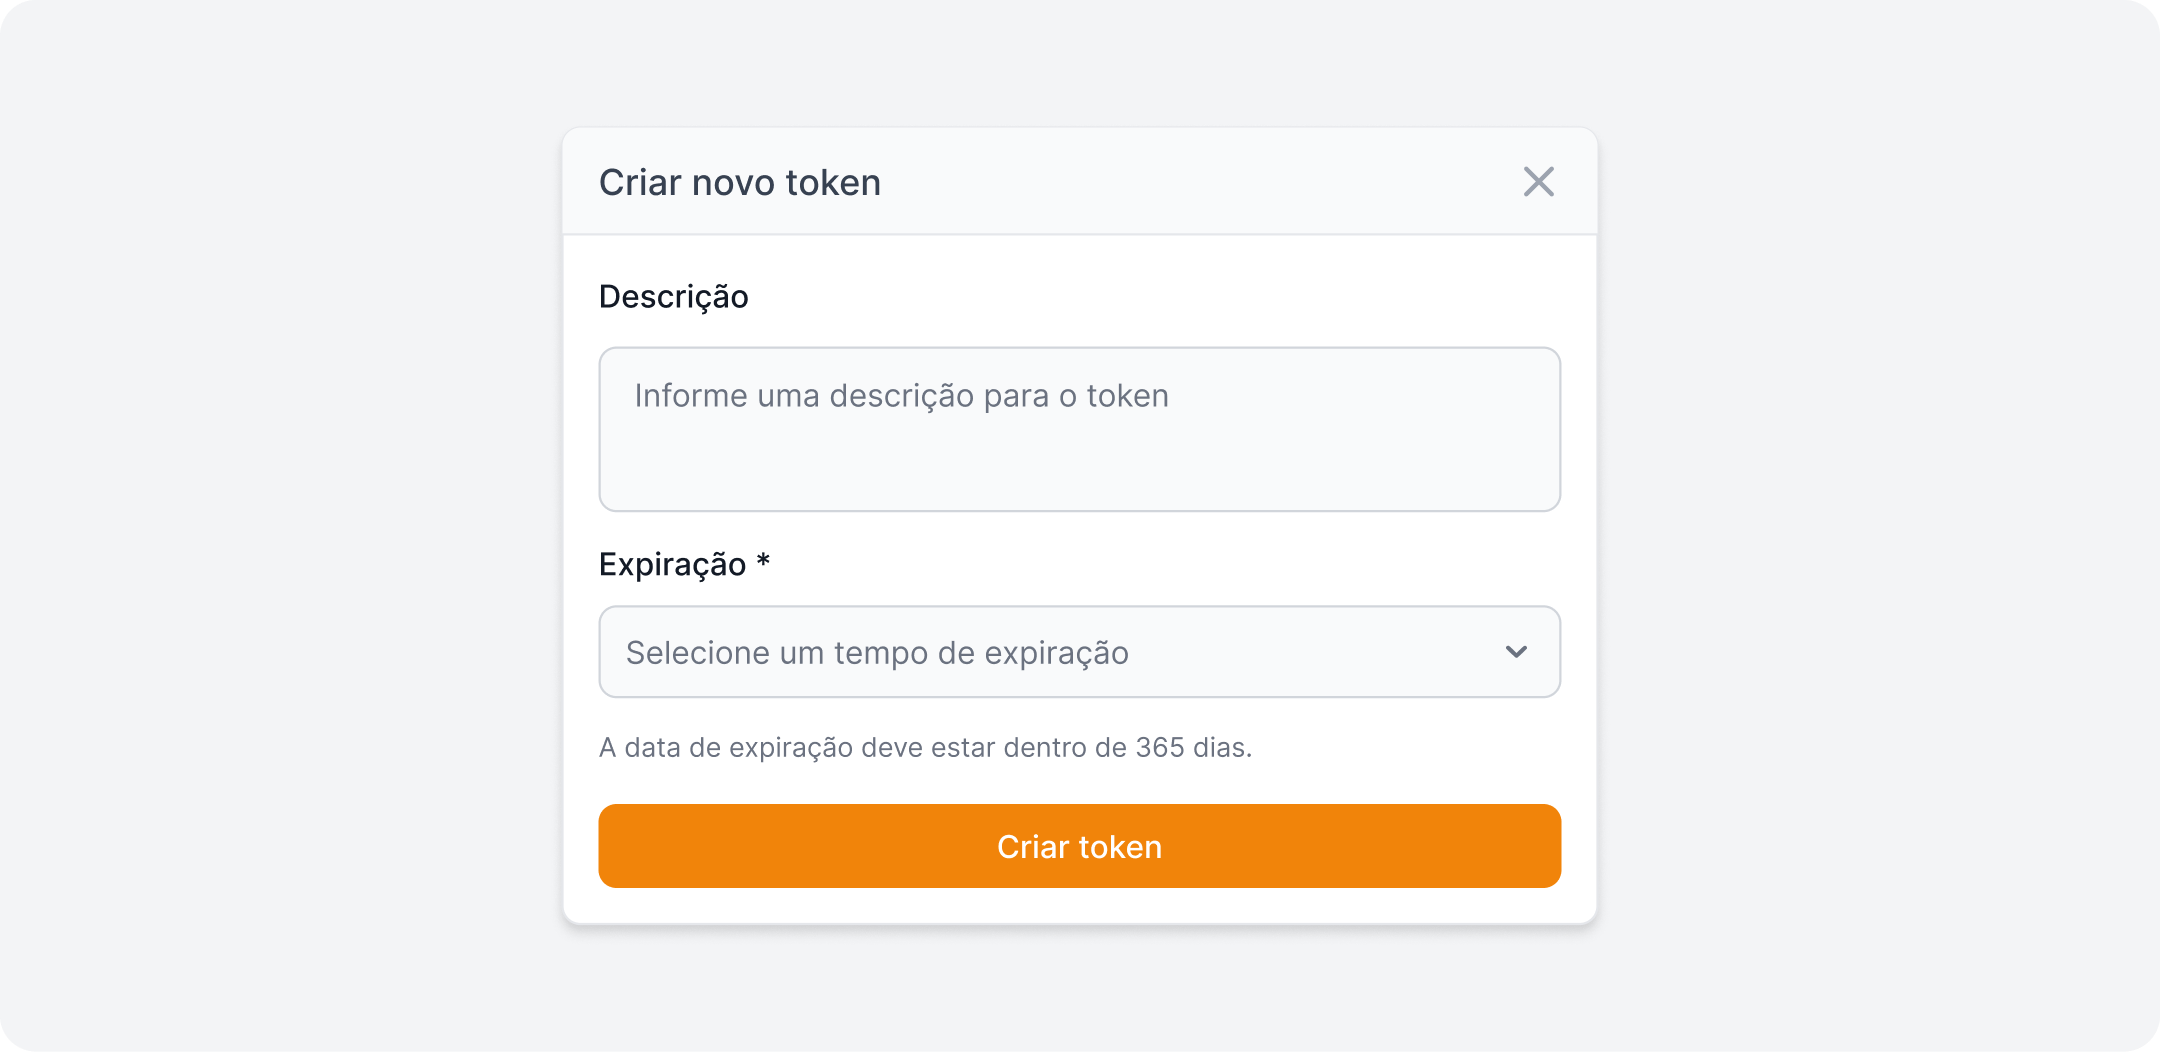 Criar novo token
Descrição
Informe uma descrição para o token
Expiração *
Selecione um tempo de expiração
A data de expiração deve estar dentro de 365 dias.
Criar token